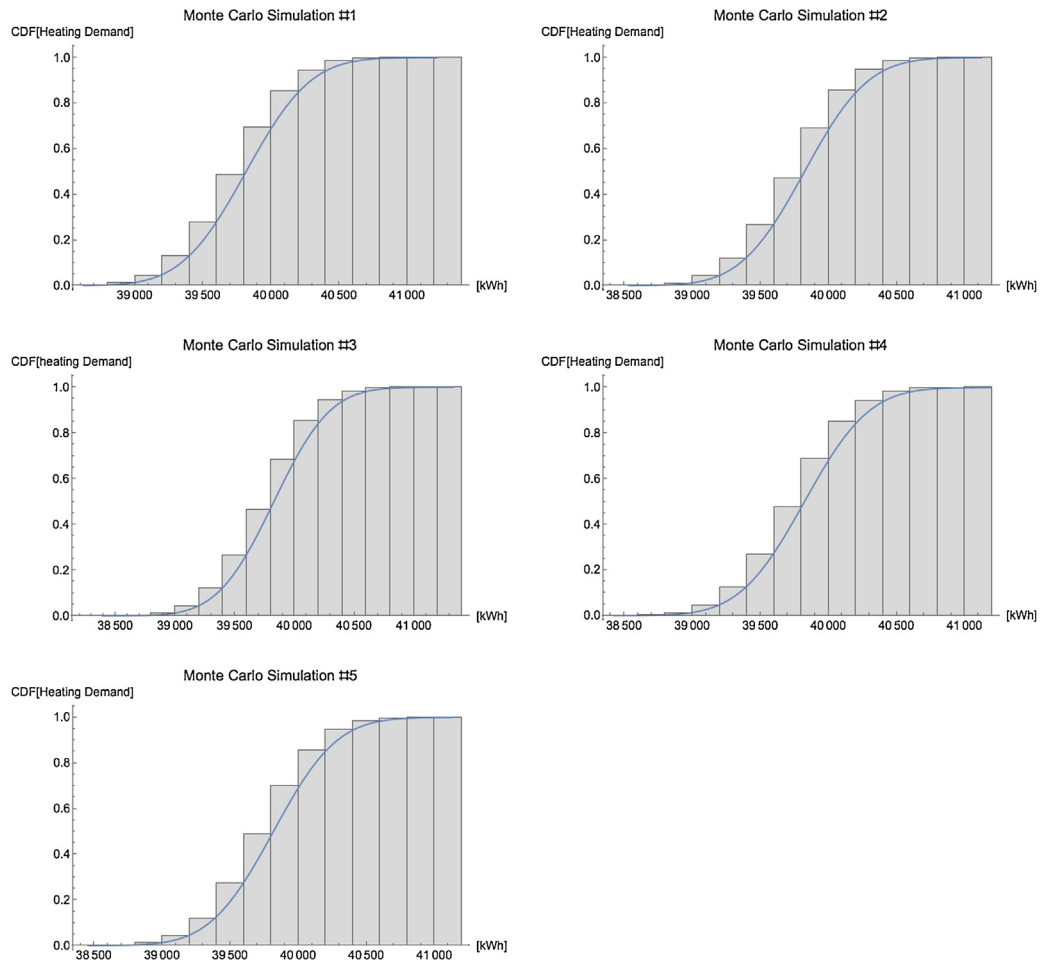 Monte Carlo Simulation #1
Monte Carlo Simulation #2
CDF[Heating Demand]
CDF[Heating Demand]
1.0
0.8
0.6
0.4
0.2
0.0
39 000 39 500 40 000 40 500 41 000 [kWh]
1.0
0.8
0.6
0.4
0.2
0.0
38 500 39 000 39 500 40 000 40 500 41 000 [kWh]
Monte Carlo Simulation #3
Monte Carlo Simulation #4
CDF[heating Demand]
CDF[Heating Demand]
1.0
0.8
0.6
0.4
0.2
0.0
38 500 39 000 39 500 40 000 40 500 41 000 [kWh]
1.0
0.8
0.6
0.4
0.2
0.0
38 500 39 000 39 500 40 000 40 500 41 000 [kWh]
Monte Carlo Simulation #5
CDF[Heating Demand]
1.0
0.8
0.6
0.4
0.2
0.0
38 500 39 000 39 500 40 000 40 500 41 000 [kWh]